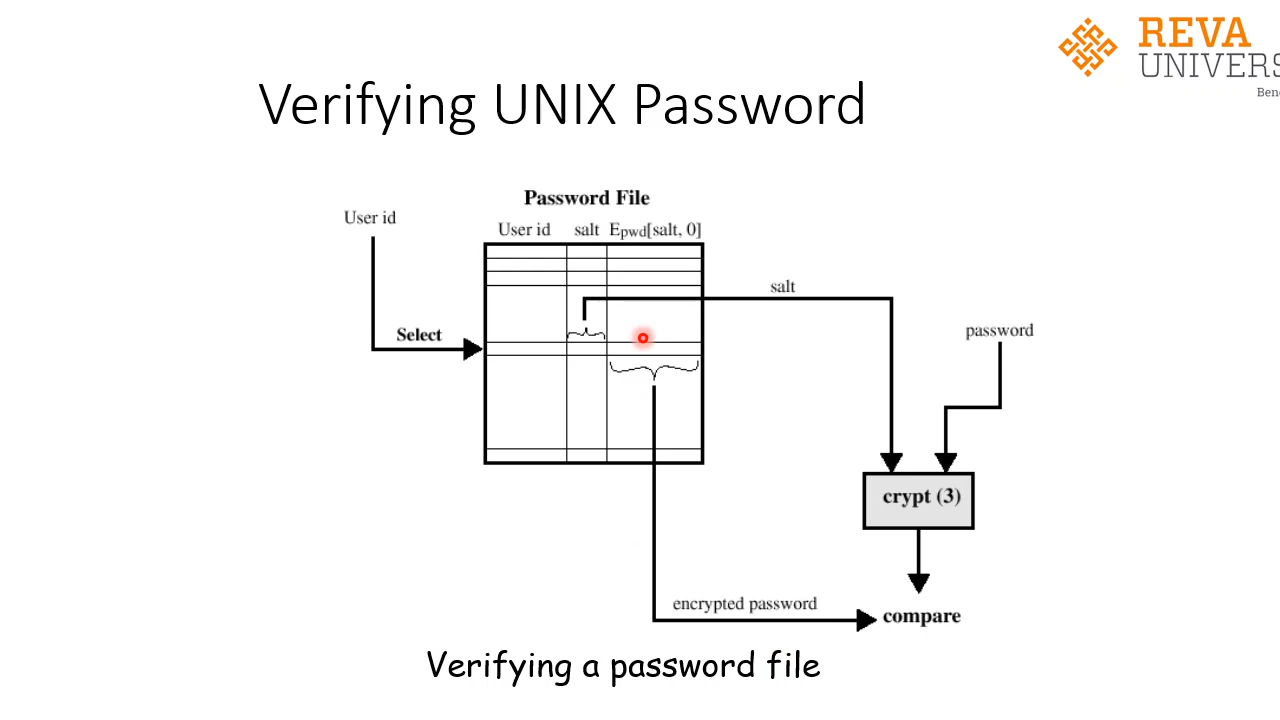 REVA
UNIVERS
Verifying UNIX Password
Password File
User id
User id salt Epwd[salt, 0]
salt
password
Select
crypt (3)
encrypted password
compare
Verifying a password file